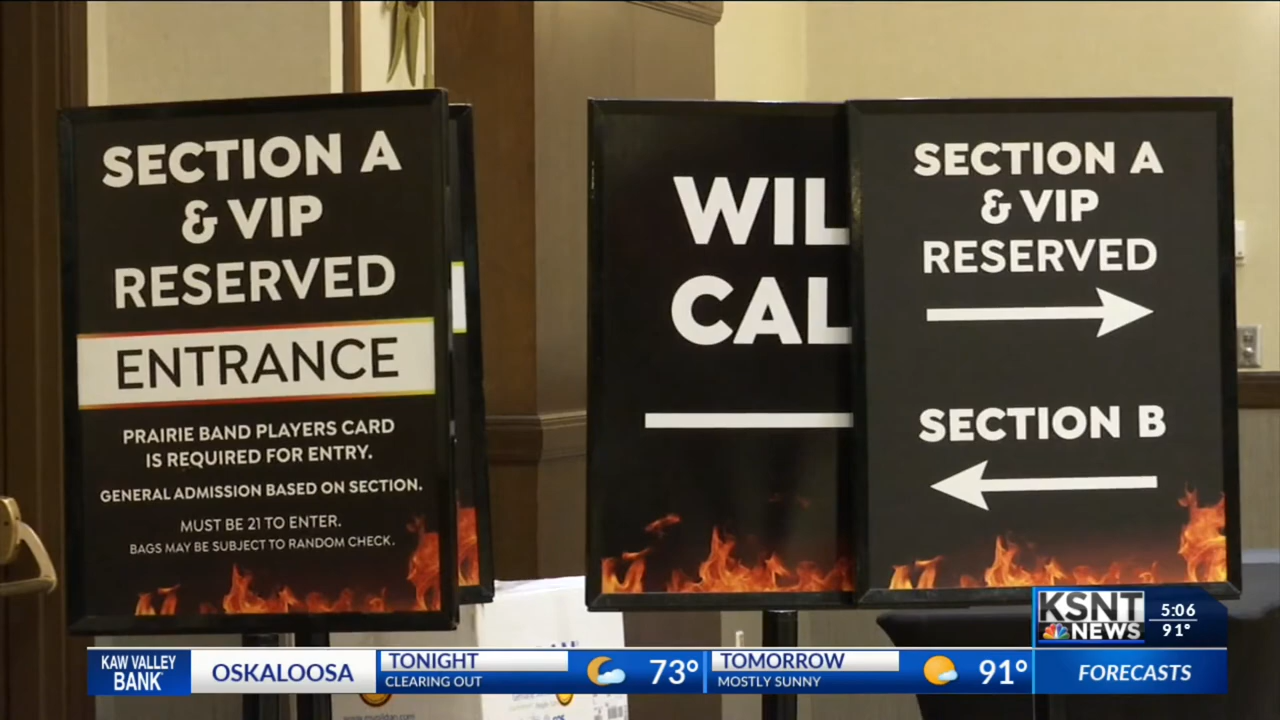 SECTION A
& VIP
RESERVED
ENTRANCE
PRAIRIE BAND PLAYERS CARD
IS REQUIRED FOR ENTRY.
GENERAL ADMISSION BASED ON SECTION.
MUST BE 21 TO ENTER.
BAGS MAY BE SUBJECT TO RANDOM CHECK.
WIL
CAL
SECTION A
& VIP
RESERVED
SECTION B
KSNT
NEWS
5:06
91°
KAW VALLEY
BANK
OSKALOOSA
TONIGHT
CLEARING OUT
73°
TOMORROW
MOSTLY SUNNY
91°
FORECASTS